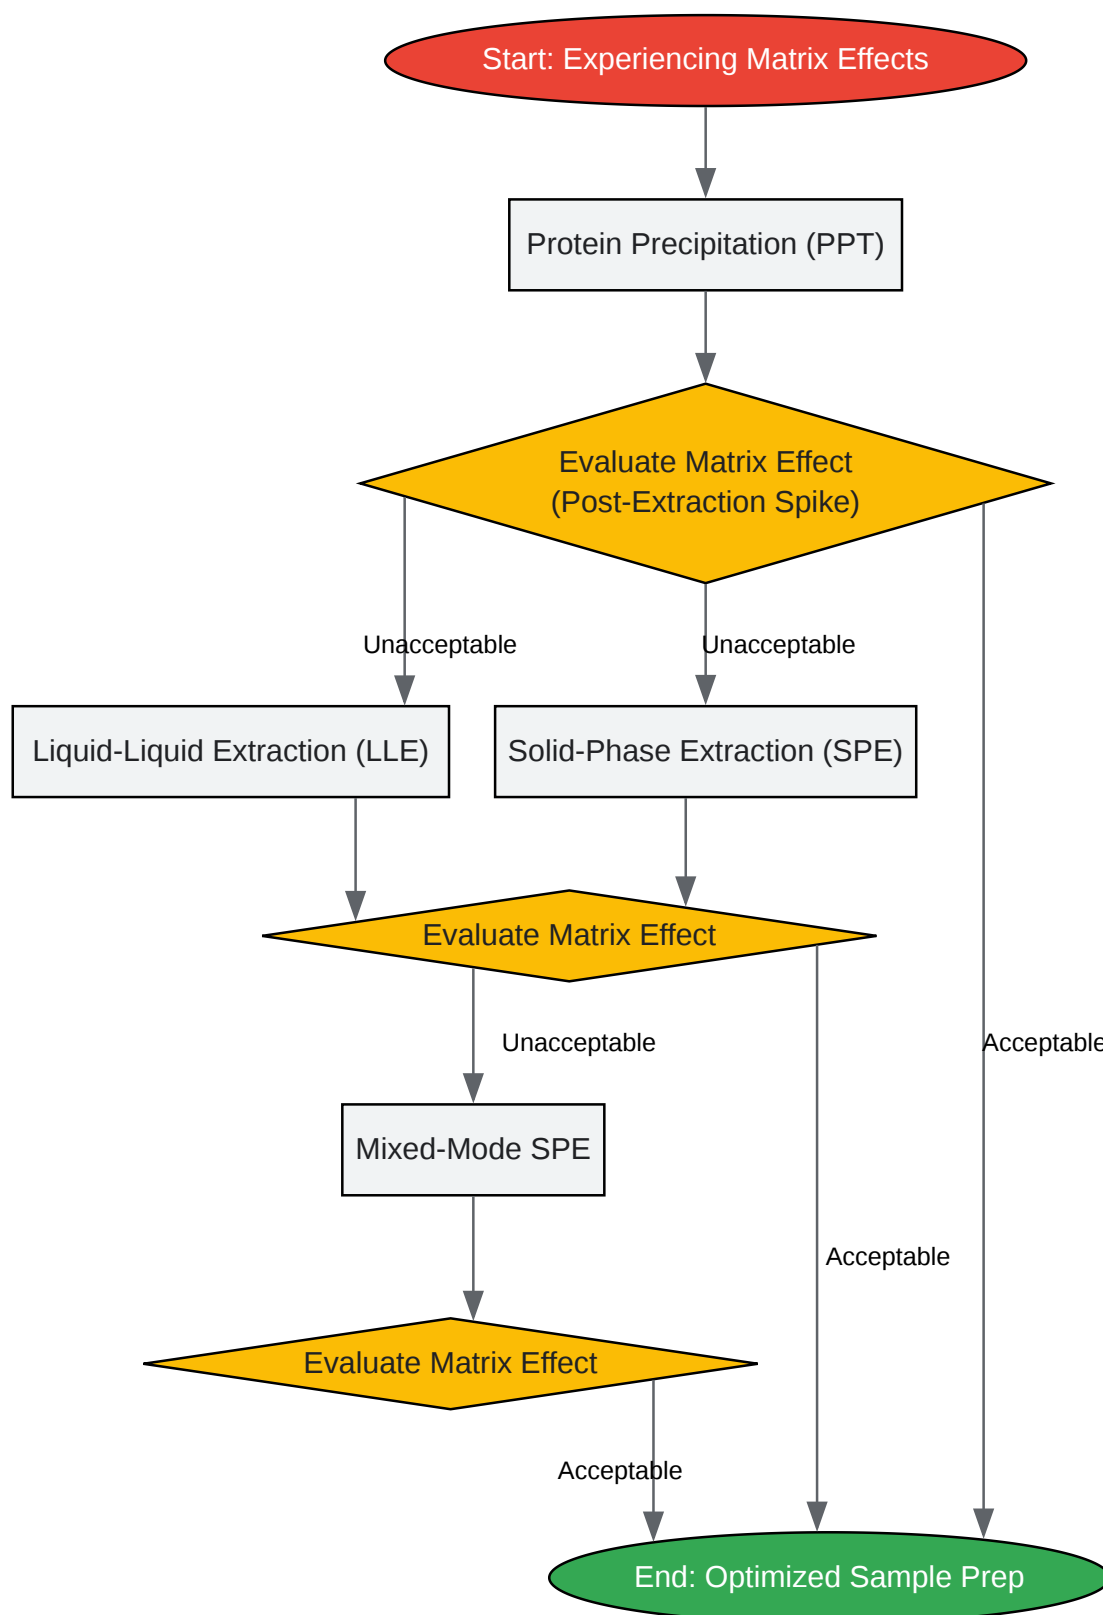 Start: Experiencing Matrix Effects
Protein Precipitation (PPT)
Evaluate Matrix Effect
(Post-Extraction Spike)
Unacceptable
Unacceptable
Liquid-Liquid Extraction (LLE)
Solid-Phase Extraction (SPE)
Evaluate Matrix Effect
Unacceptable
Acceptable
Mixed-Mode SPE
Acceptable
Evaluate Matrix Effect
Acceptable
End: Optimized Sample Prep